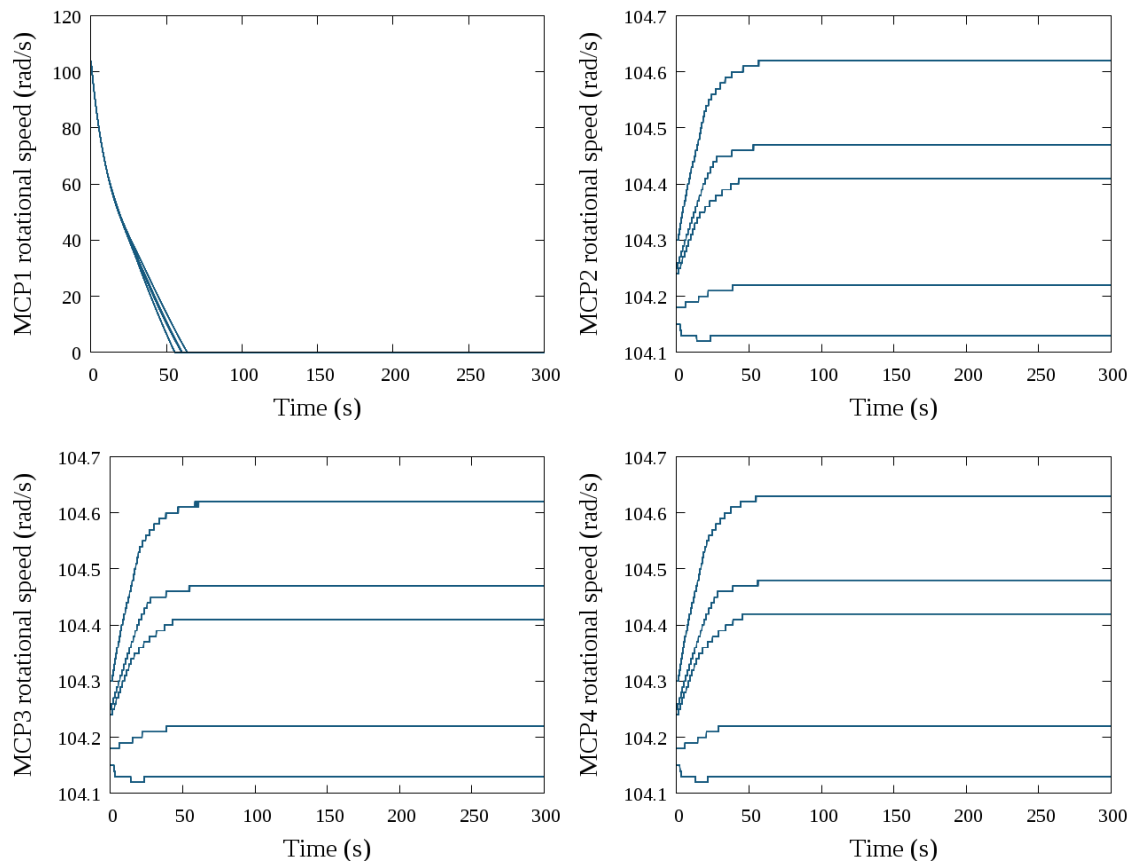 MCP1 rotational speed (rad/s)
120
100
80
60
40
20
0
0 50 100 150 200 250 300
Time (s)
MCP2 rotational speed (rad/s)
104.7
104.6
104.5
104.4
104.3
104.2
104.1
0 50 100 150 200 250 300
Time (s)
MCP3 rotational speed (rad/s)
104.7
104.6
104.5
104.4
104.3
104.2
104.1
0 50 100 150 200 250 300
Time (s)
MCP4 rotational speed (rad/s)
104.7
104.6
104.5
104.4
104.3
104.2
104.1
0 50 100 150 200 250 300
Time (s)